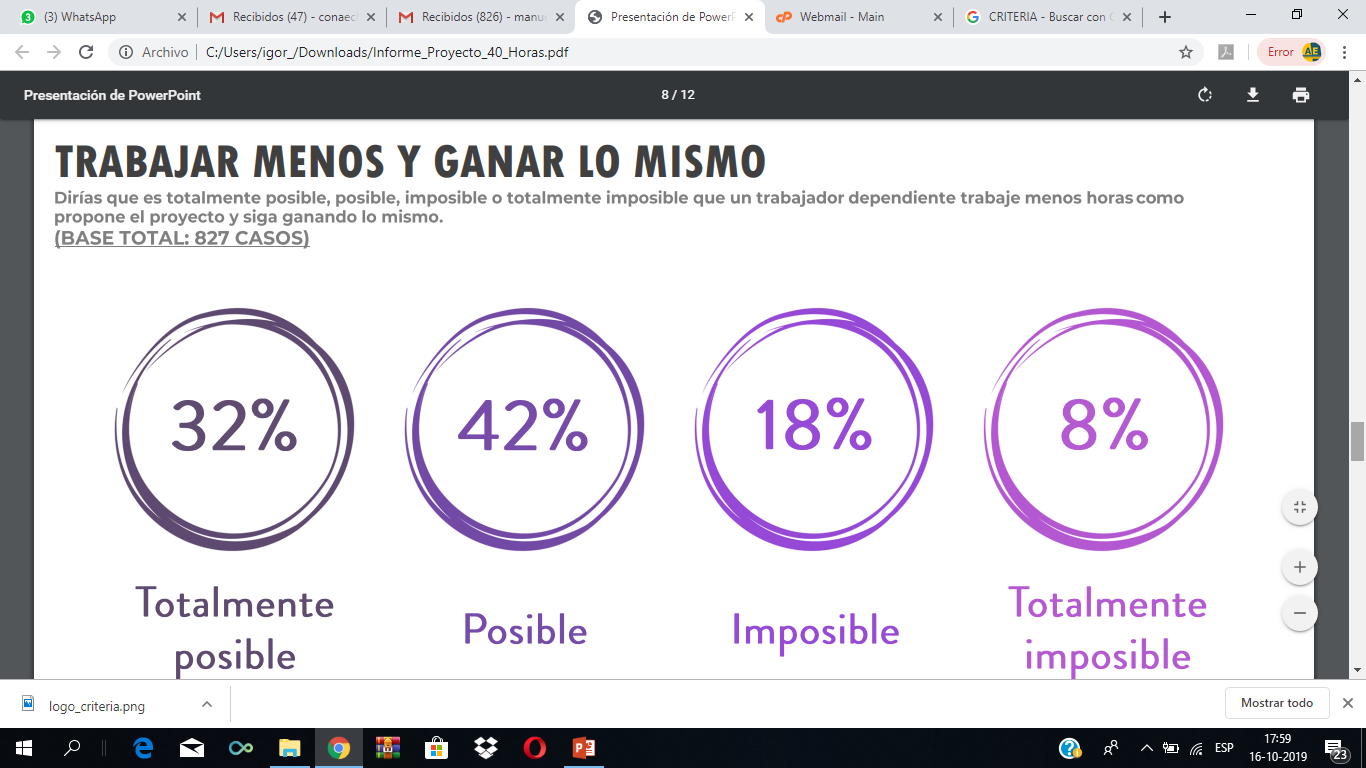 (3) WhatsApp
Recibidos (47) - conaec
Recibidos (826) - manu
Presentación de PowerP
cP Webmail - Main
CRITERIA - Buscar con G
Archivo
C:/Users/igor_/Downloads/Informe_Proyecto_40_Horas.pdf
Error
AE
Presentación de PowerPoint
8 / 12
TRABAJAR MENOS Y GANAR LO MISMO
Dirías que es totalmente posible, posible, imposible o totalmente imposible que un trabajador dependiente trabaje menos horas como
propone el proyecto y siga ganando lo mismo.
(BASE TOTAL: 827 CASOS)
32%
42%
18%
8%
Totalmente
posible
Posible
Imposible
Totalmente
imposible
logo_criteria.png
Mostrar todo
ESP
17:59
16-10-2019
23